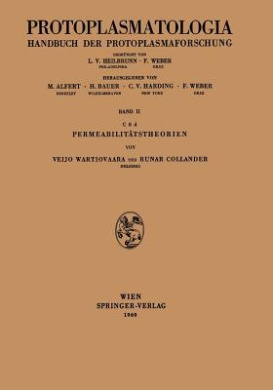 PROTOPLASMATOLOGIA
HANDBUCH DER PROTOPLASMAFORSCHUNG
BEGRÜNDET VON
L. V. HEILBRUNN · F. WEBER
PHILADELPHIA GRAZ
HERAUSGEGEBEN VON
M. ALFERT · H. BAUER · C. V. HARDING · F. WEBER
BERKELEY WILHELMSHAVEN NEW YORK GRAZ
BAND II
C 8 d
PERMEABILITÄTSTHEORIEN
VON
VEIJO WARTIOVAARA UND RUNAR COLLANDER
HELSINKI
WIEN
SPRINGER-VERLAG
1960